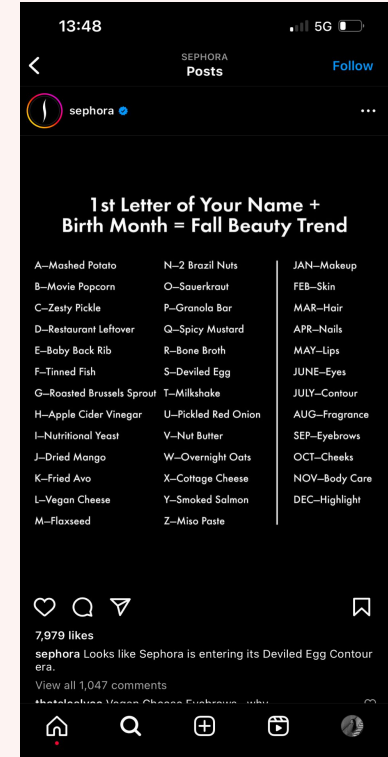 13:48
5G
SEPHORA
Posts
Follow
sephora
1st Letter of Your Name +
Birth Month = Fall Beauty Trend
A—Mashed Potato
B—Movie Popcorn
C—Zesty Pickle
D—Restaurant Leftover
E—Baby Back Rib
F—Tinned Fish
G—Roasted Brussels Sprout
H—Apple Cider Vinegar
I—Nutritional Yeast
J—Dried Mango
K—Fried Avo
L—Vegan Cheese
M—Flaxseed
N—2 Brazil Nuts
O—Sauerkraut
P—Granola Bar
Q—Spicy Mustard
R—Bone Broth
S—Deviled Egg
T—Milkshake
U—Pickled Red Onion
V—Nut Butter
W—Overnight Oats
X—Cottage Cheese
Y—Smoked Salmon
Z—Miso Paste
JAN—Makeup
FEB—Skin
MAR—Hair
APR—Nails
MAY—Lips
JUNE—Eyes
JULY—Contour
AUG—Fragrance
SEP—Eyebrows
OCT—Cheeks
NOV—Body Care
DEC—Highlight
7,979 likes
sephora Looks like Sephora is entering its Deviled Egg Contour
era.
View all 1,047 comments
Vegan Cheese Eyebrows
why